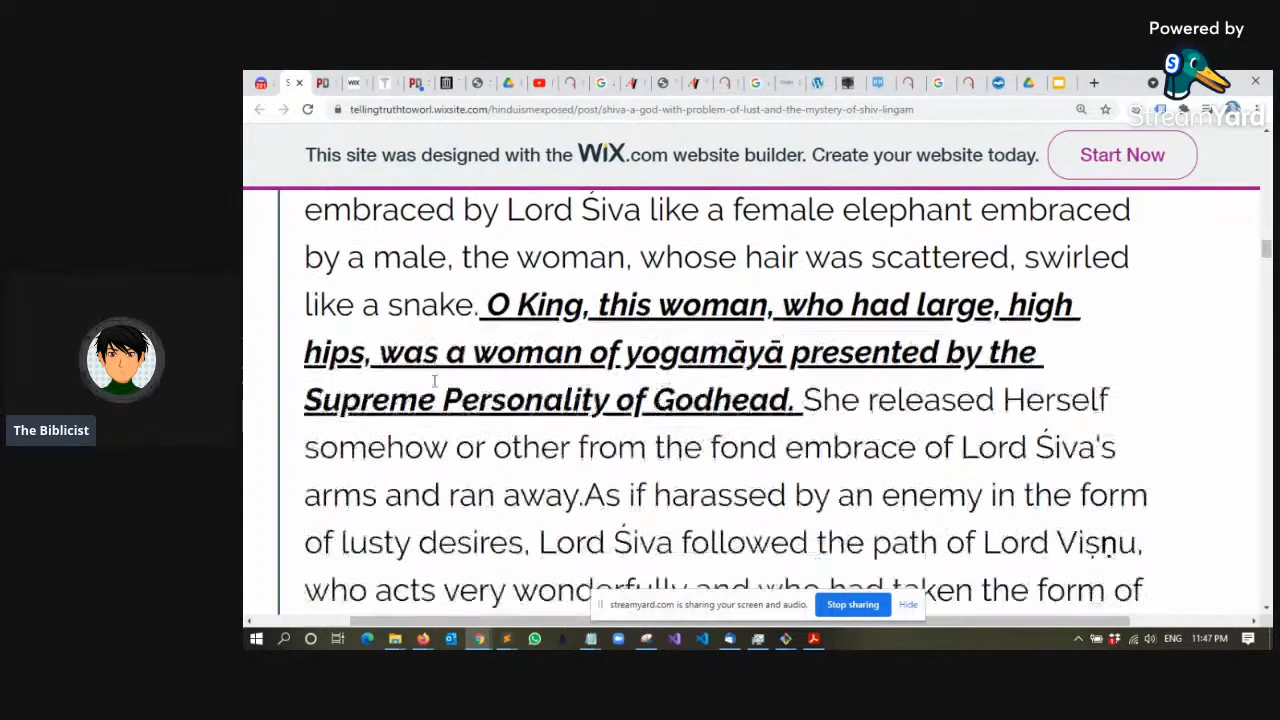 Powered by
StreamYard
S
tellingtruthtoworl.wixsite.com/hinduismexposed/post/shiva-a-god-with-problem-of-lust-and-the-mystery-of-shiv-lingam
This site was designed with the WiX.com website builder. Create your website today.
Start Now
embraced by Lord Śiva like a female elephant embraced
by a male, the woman, whose hair was scattered, swirled
like a snake. O King, this woman, who had large, high
hips, was a woman of yogamāyā presented by the
Supreme Personality of Godhead. She released Herself
somehow or other from the fond embrace of Lord Śiva's
arms and ran away.As if harassed by an enemy in the form
of lusty desires, Lord Śiva followed the path of Lord Viṣṇu,
who acts very wonderfully and who had taken the form of
The Biblicist
streamyard.com is sharing your screen and audio.
Stop sharing
Hide
ENG
11:47 PM